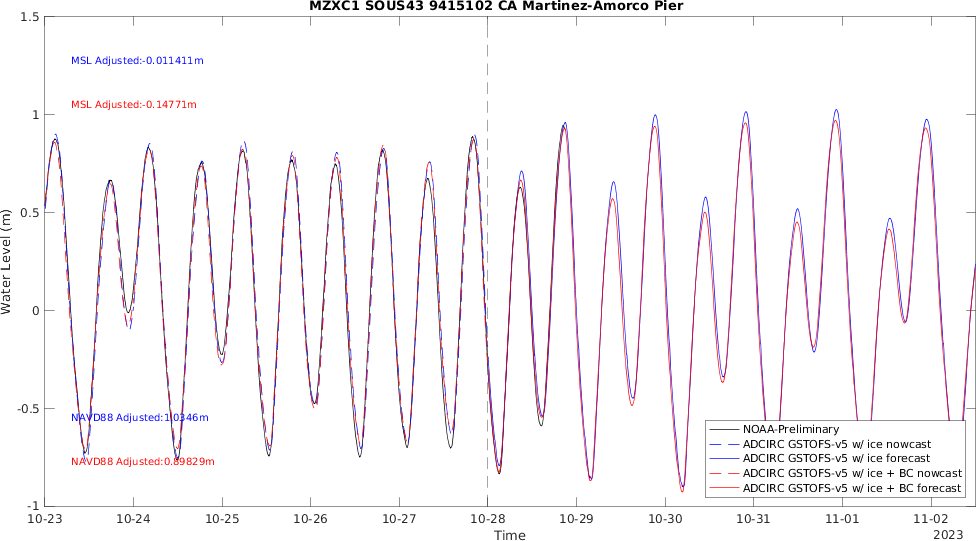 MZXC1 SOUS43 9415102 CA Martinez-Amorco Pier
1.5
MSL Adjusted:-0.011411m
MSL Adjusted:-0.14771m
1
0.5
Water Level (m)
0
-0.5
NAVD88 Adjusted:1.0346m
NAVD88 Adjusted:0.89829m
NOAA-Preliminary
ADCIRC GSTOFS-v5 w/ ice nowcast
ADCIRC GSTOFS-v5 w/ ice forecast
ADCIRC GSTOFS-v5 w/ ice + BC nowcast
ADCIRC GSTOFS-v5 w/ ice + BC forecast
-1
10-23 10-24 10-25 10-26 10-27 10-28 10-29 10-30 10-31 11-01 11-02
Time
2023